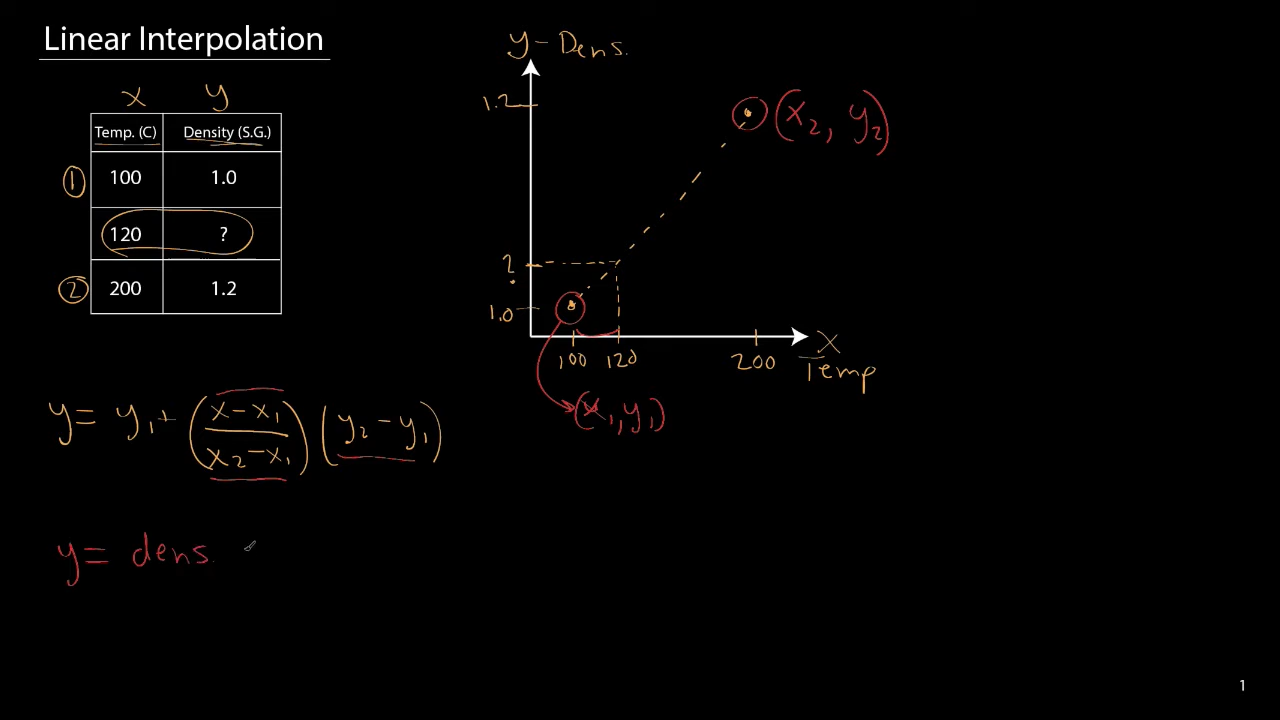 Linear Interpolation
x y
Temp. (C) Density (S.G.)
① 100 1.0
120 ?
② 200 1.2
y - Dens.
1.2
(x₂, y₂)
?
1.0
100 120 200
X
Temp
(x₁, y₁)
y = y₁ + (x - x₁ / x₂ - x₁) (y₂ - y₁)
y = dens.
1